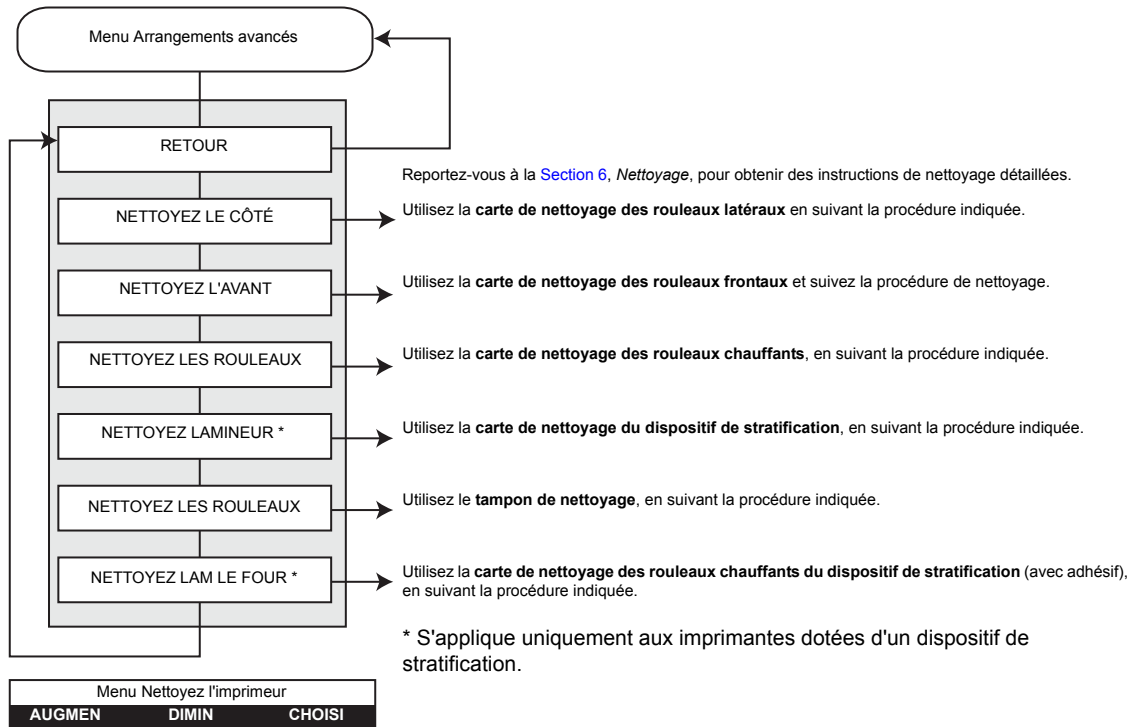 Menu Arrangements avancés
RETOUR
Reportez-vous à la Section 6, Nettoyage, pour obtenir des instructions de nettoyage détaillées.
NETTOYEZ LE CÔTÉ
Utilisez la carte de nettoyage des rouleaux latéraux en suivant la procédure indiquée.
NETTOYEZ L'AVANT
Utilisez la carte de nettoyage des rouleaux frontaux et suivez la procédure de nettoyage.
NETTOYEZ LES ROULEAUX
Utilisez la carte de nettoyage des rouleaux chauffants, en suivant la procédure indiquée.
NETTOYEZ LAMINEUR *
Utilisez la carte de nettoyage du dispositif de stratification, en suivant la procédure indiquée.
NETTOYEZ LES ROULEAUX
Utilisez le tampon de nettoyage, en suivant la procédure indiquée.
NETTOYEZ LAM LE FOUR *
Utilisez la carte de nettoyage des rouleaux chauffants du dispositif de stratification (avec adhésif),
en suivant la procédure indiquée.
* S'applique uniquement aux imprimantes dotées d'un dispositif de
stratification.
Menu Nettoyez l'imprimeur
AUGMEN DIMIN CHOISI